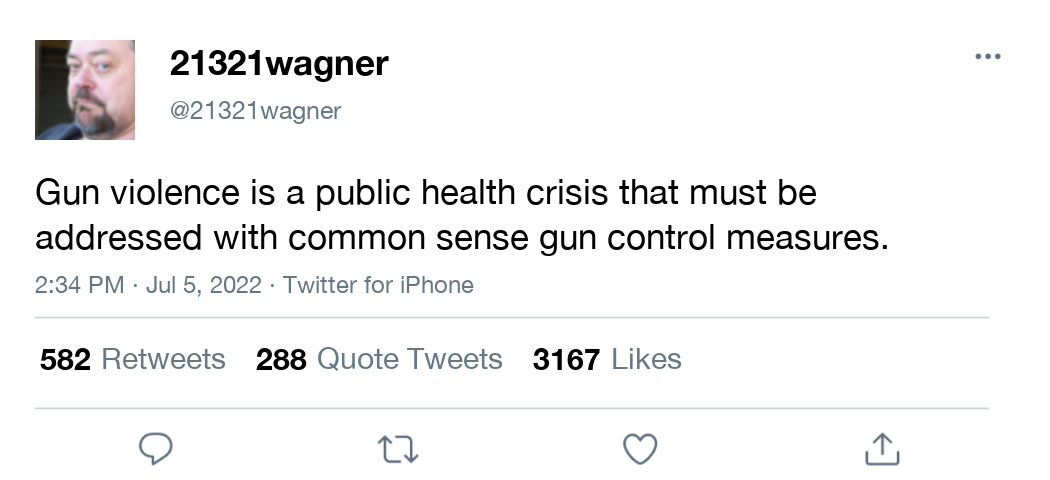 21321wagner
@21321wagner
Gun violence is a public health crisis that must be
addressed with common sense gun control measures.
2:34 PM · Jul 5, 2022 · Twitter for iPhone
582 Retweets 288 Quote Tweets 3167 Likes